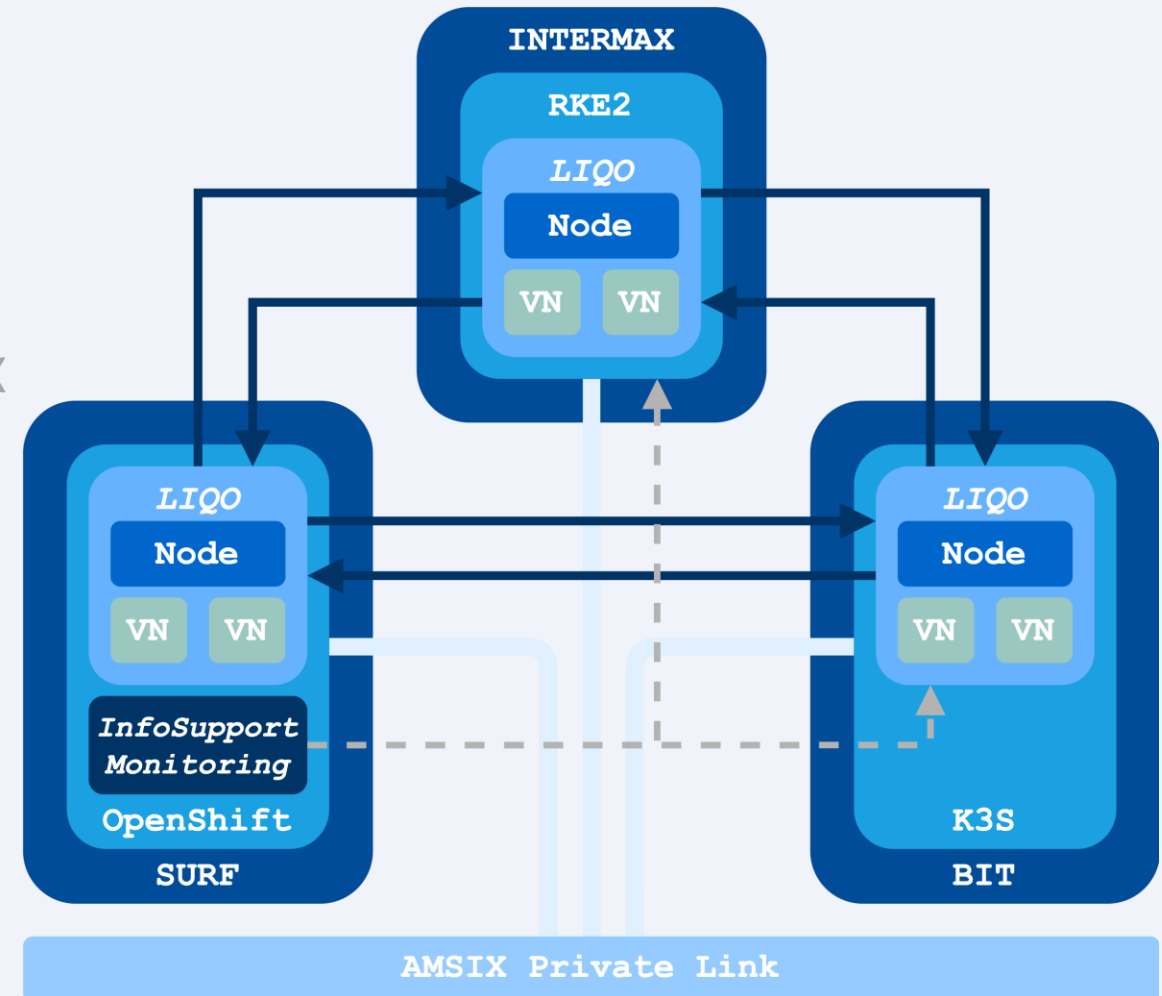 INTERMAX
RKE2
LIQO
Node
VN VN
LIQO
Node
VN VN
InfoSupport
Monitoring
OpenShift
SURF
LIQO
Node
VN VN
K3S
BIT
AMSIX Private Link